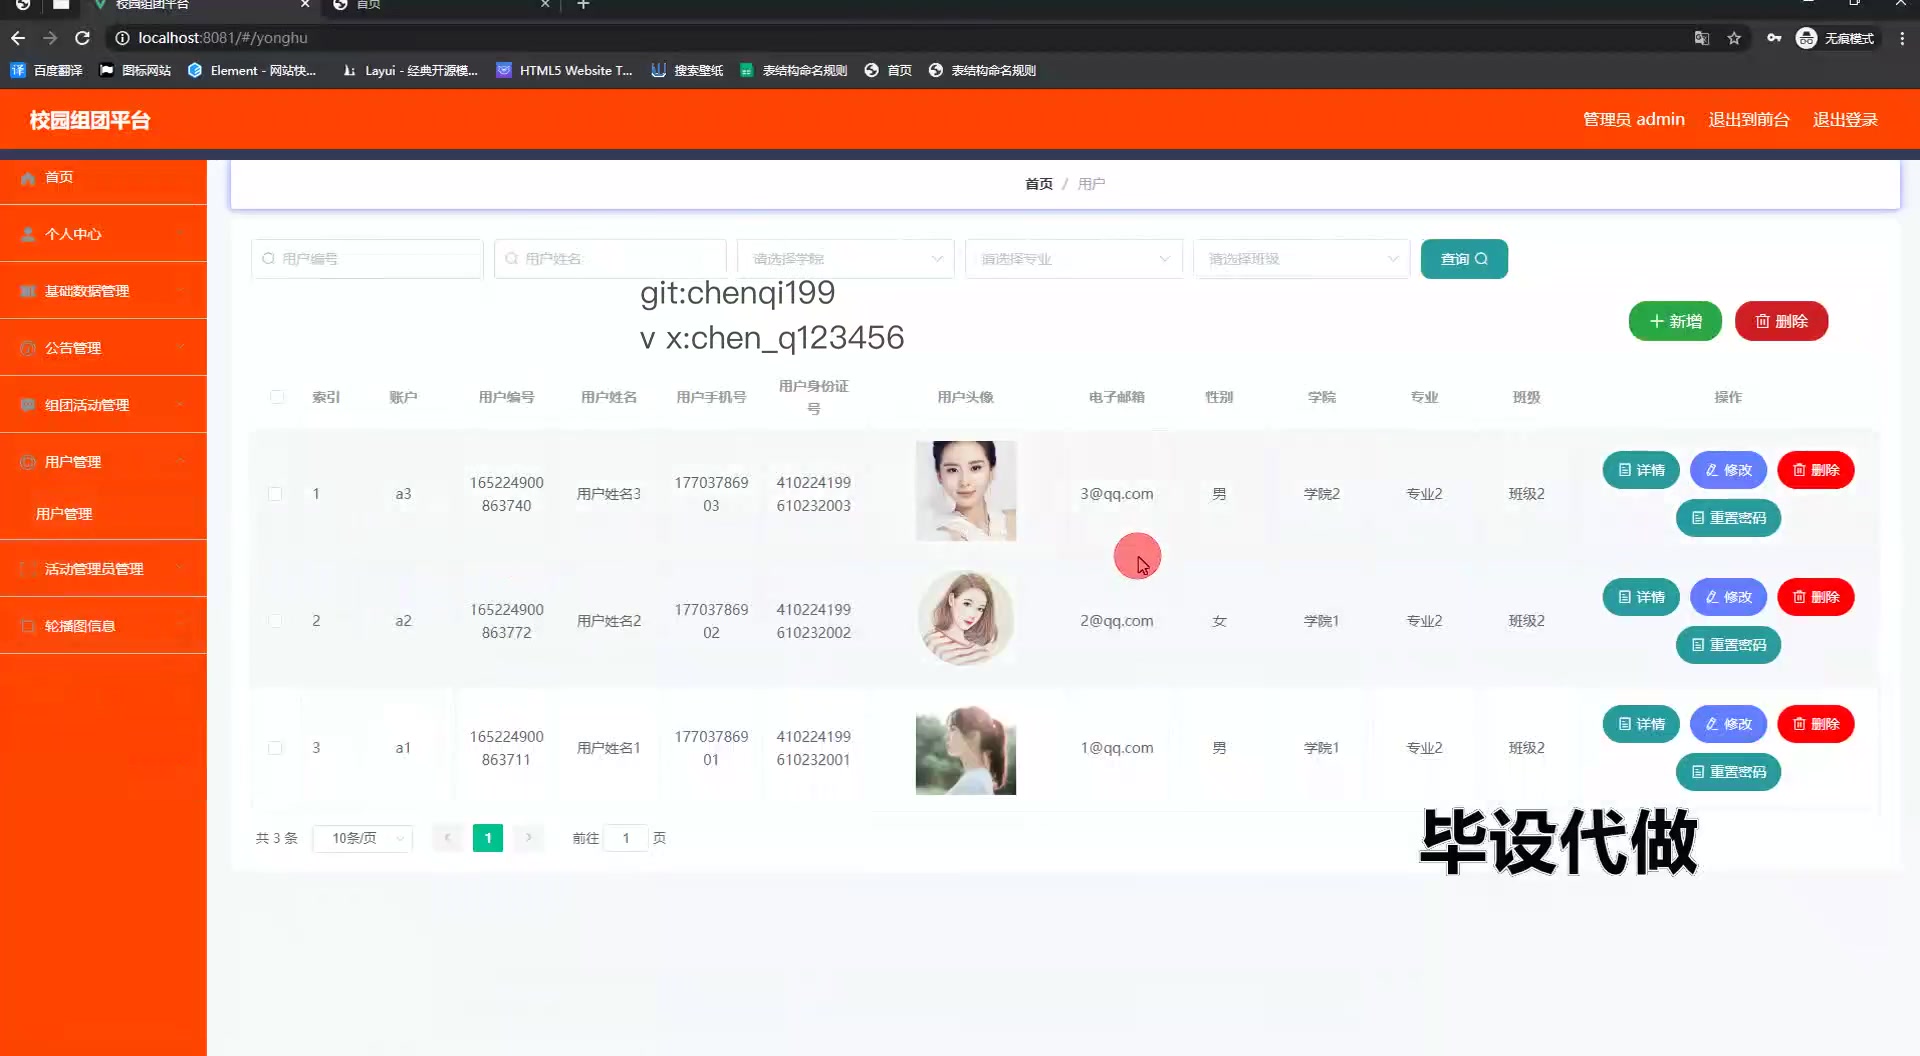 校园组团平台
首页
localhost:8081/#/yonghu
无痕模式
百度翻译
图标网站
Element - 网站快...
Layui - 经典开源模...
HTML5 Website T...
搜索壁纸
表结构命名规则
首页
表结构命名规则
校园组团平台
管理员 admin
退出到前台
退出登录
首页
个人中心
基础数据管理
公告管理
组团活动管理
用户管理
用户管理
活动管理员管理
轮播图信息
首页 / 用户
用户编号
用户姓名
请选择学院
请选择专业
请选择班级
查询
git:chenqi199
v x:chen_q123456
新增
删除
索引 账户 用户编号 用户姓名 用户手机号 用户身份证号 用户头像 电子邮箱 性别 学院 专业 班级 操作
1 a3 165224900863740 用户姓名3 17703786903 410224199610232003 3@qq.com 男 学院2 专业2 班级2 详情 修改 删除
重置密码
2 a2 165224900863772 用户姓名2 17703786902 410224199610232002 2@qq.com 女 学院1 专业2 班级2 详情 修改 删除
重置密码
3 a1 165224900863711 用户姓名1 17703786901 410224199610232001 1@qq.com 男 学院1 专业2 班级2 详情 修改 删除
重置密码
共 3 条 10条/页 1 前往 1 页
毕设代做